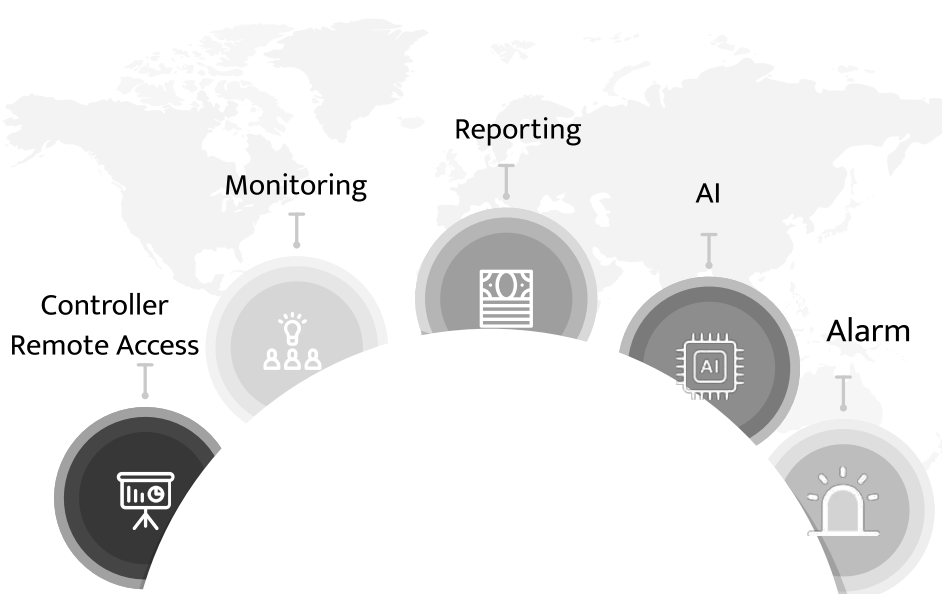 Reporting
Monitoring
AI
Controller
Remote Access
Alarm
AI